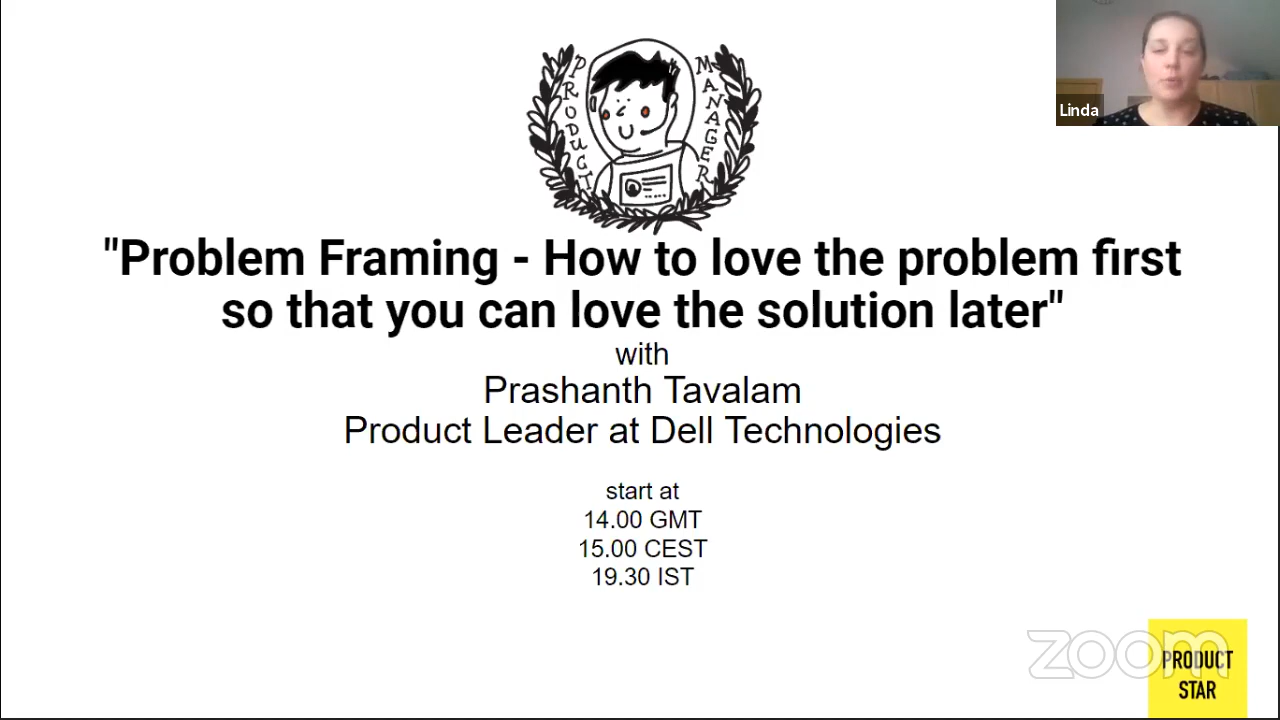 Linda
PRODUCT
MANAGER
"Problem Framing - How to love the problem first
so that you can love the solution later"
with
Prashanth Tavalam
Product Leader at Dell Technologies
start at
14.00 GMT
15.00 CEST
19.30 IST
zoom
PRODUCT
STAR